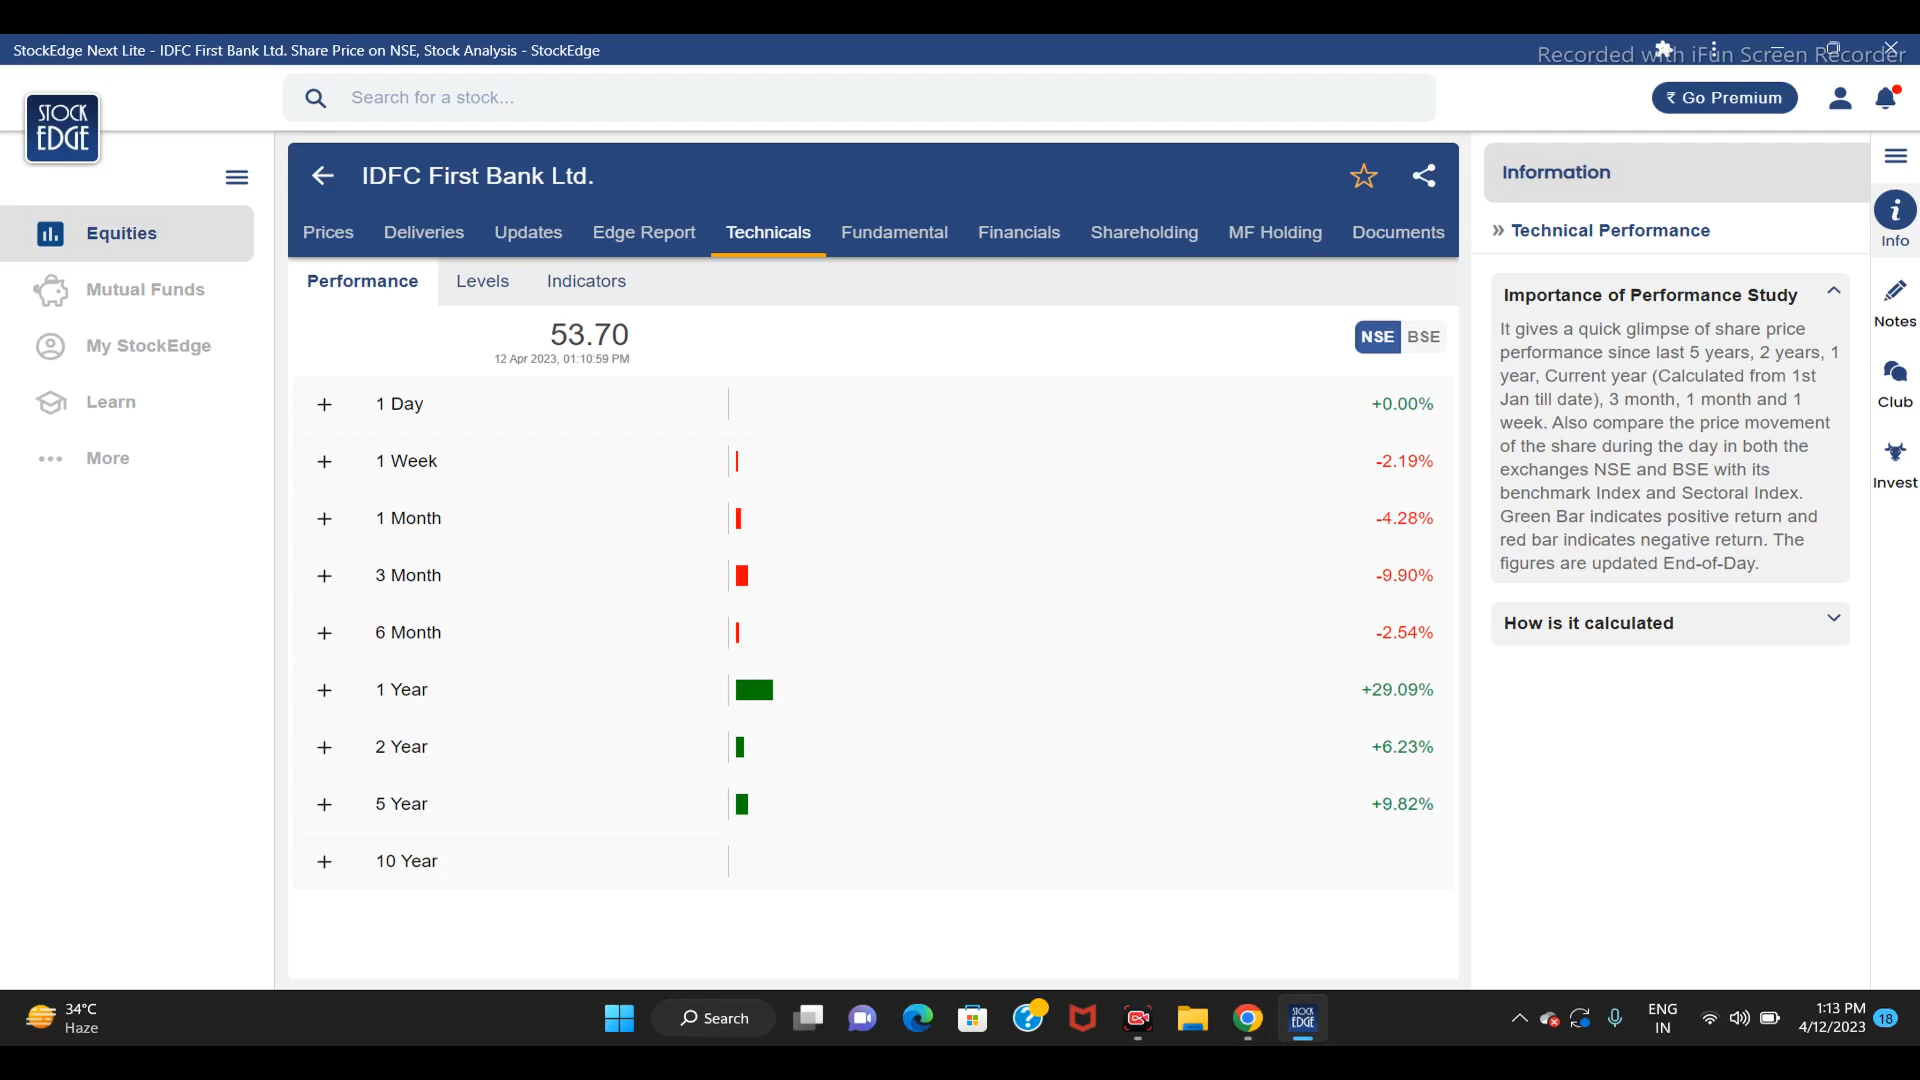 StockEdge Next Lite - IDFC First Bank Ltd. Share Price on NSE, Stock Analysis - StockEdge
Recorded with iFun Screen Recorder
STOCK
EDGE
Search for a stock...
₹ Go Premium
Equities
Mutual Funds
My StockEdge
Learn
More
IDFC First Bank Ltd.
Prices Deliveries Updates Edge Report Technicals Fundamental Financials Shareholding MF Holding Documents
Performance Levels Indicators
53.70
12 Apr 2023, 01:10:59 PM
NSE BSE
+ 1 Day +0.00%
+ 1 Week -2.19%
+ 1 Month -4.28%
+ 3 Month -9.90%
+ 6 Month -2.54%
+ 1 Year +29.09%
+ 2 Year +6.23%
+ 5 Year +9.82%
+ 10 Year
Information
» Technical Performance
Importance of Performance Study
It gives a quick glimpse of share price
performance since last 5 years, 2 years, 1
year, Current year (Calculated from 1st
Jan till date), 3 month, 1 month and 1
week. Also compare the price movement
of the share during the day in both the
exchanges NSE and BSE with its
benchmark Index and Sectoral Index.
Green Bar indicates positive return and
red bar indicates negative return. The
figures are updated End-of-Day.
How is it calculated
Info
Notes
Club
Invest
34°C
Haze
Search
STOCK
EDGE
ENG
IN
1:13 PM
4/12/2023
18